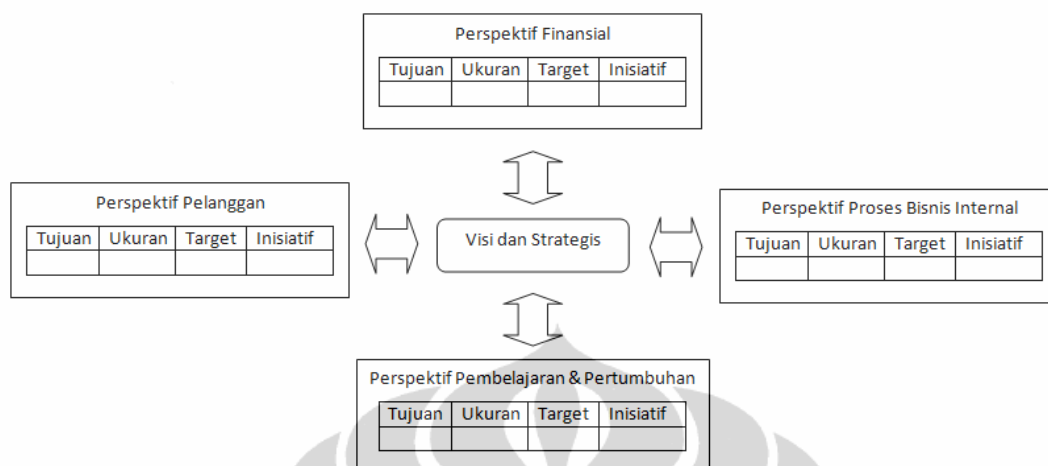 Perspektif Finansial
Tujuan Ukuran Target Inisiatif
Perspektif Pelanggan
Tujuan Ukuran Target Inisiatif
Visi dan Strategis
Perspektif Proses Bisnis Internal
Tujuan Ukuran Target Inisiatif
Perspektif Pembelajaran & Pertumbuhan
Tujuan Ukuran Target Inisiatif